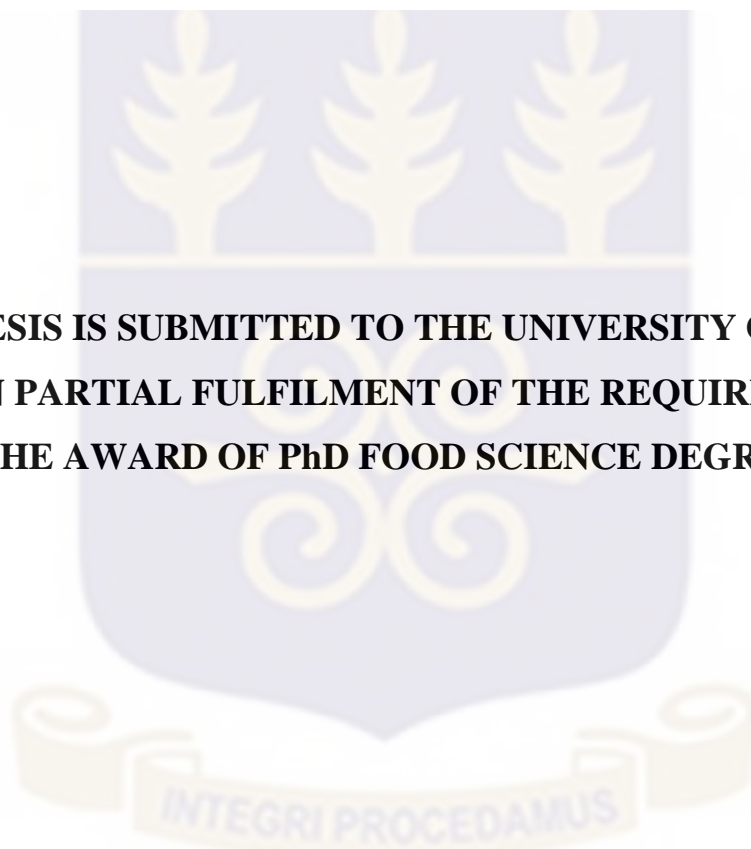 ESIS IS SUBMITTED TO THE UNIVERSITY
PARTIAL FULFILMENT OF THE REQUIR
HE AWARD OF PhD FOOD SCIENCE DEGR
INTEGRI PROCEDAMUS